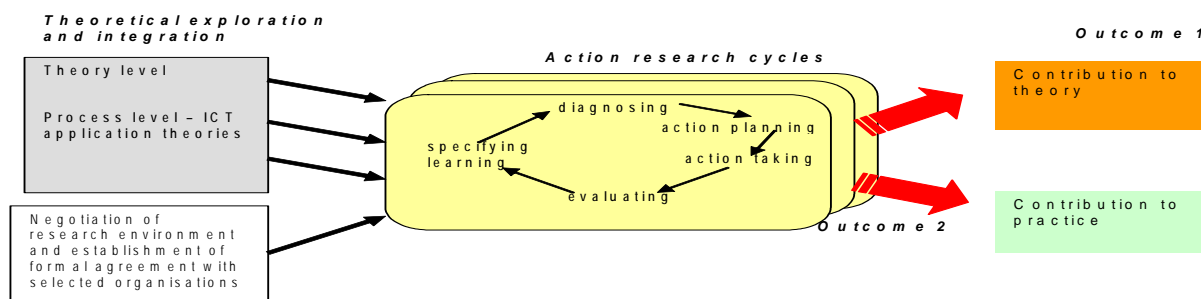 Theoretical exploration
and integration
Theory level
Process level – ICT
application theories
Negotiation of
research environment
and establishment of
formal agreement with
selected organisations
Action research cycles
diagnosing
action planning
action taking
evaluating
specifying
learning
Outcome 1
Contribution to
theory
Outcome 2
Contribution to
practice